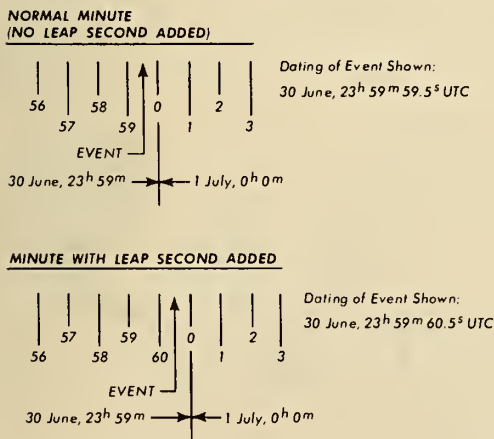 NORMAL MINUTE
(NO LEAP SECOND ADDED)
Dating of Event Shown:
30 June, 23ʰ 59ᵐ 59.5ˢ UTC
56 58 0 2
57 59 1 3
EVENT
30 June, 23ʰ 59ᵐ 1 July, 0ʰ 0ᵐ
MINUTE WITH LEAP SECOND ADDED
Dating of Event Shown:
30 June, 23ʰ 59ᵐ 60.5ˢ UTC
57 59 0 2
56 58 60 1 3
EVENT
30 June, 23ʰ 59ᵐ 1 July, 0ʰ 0ᵐ